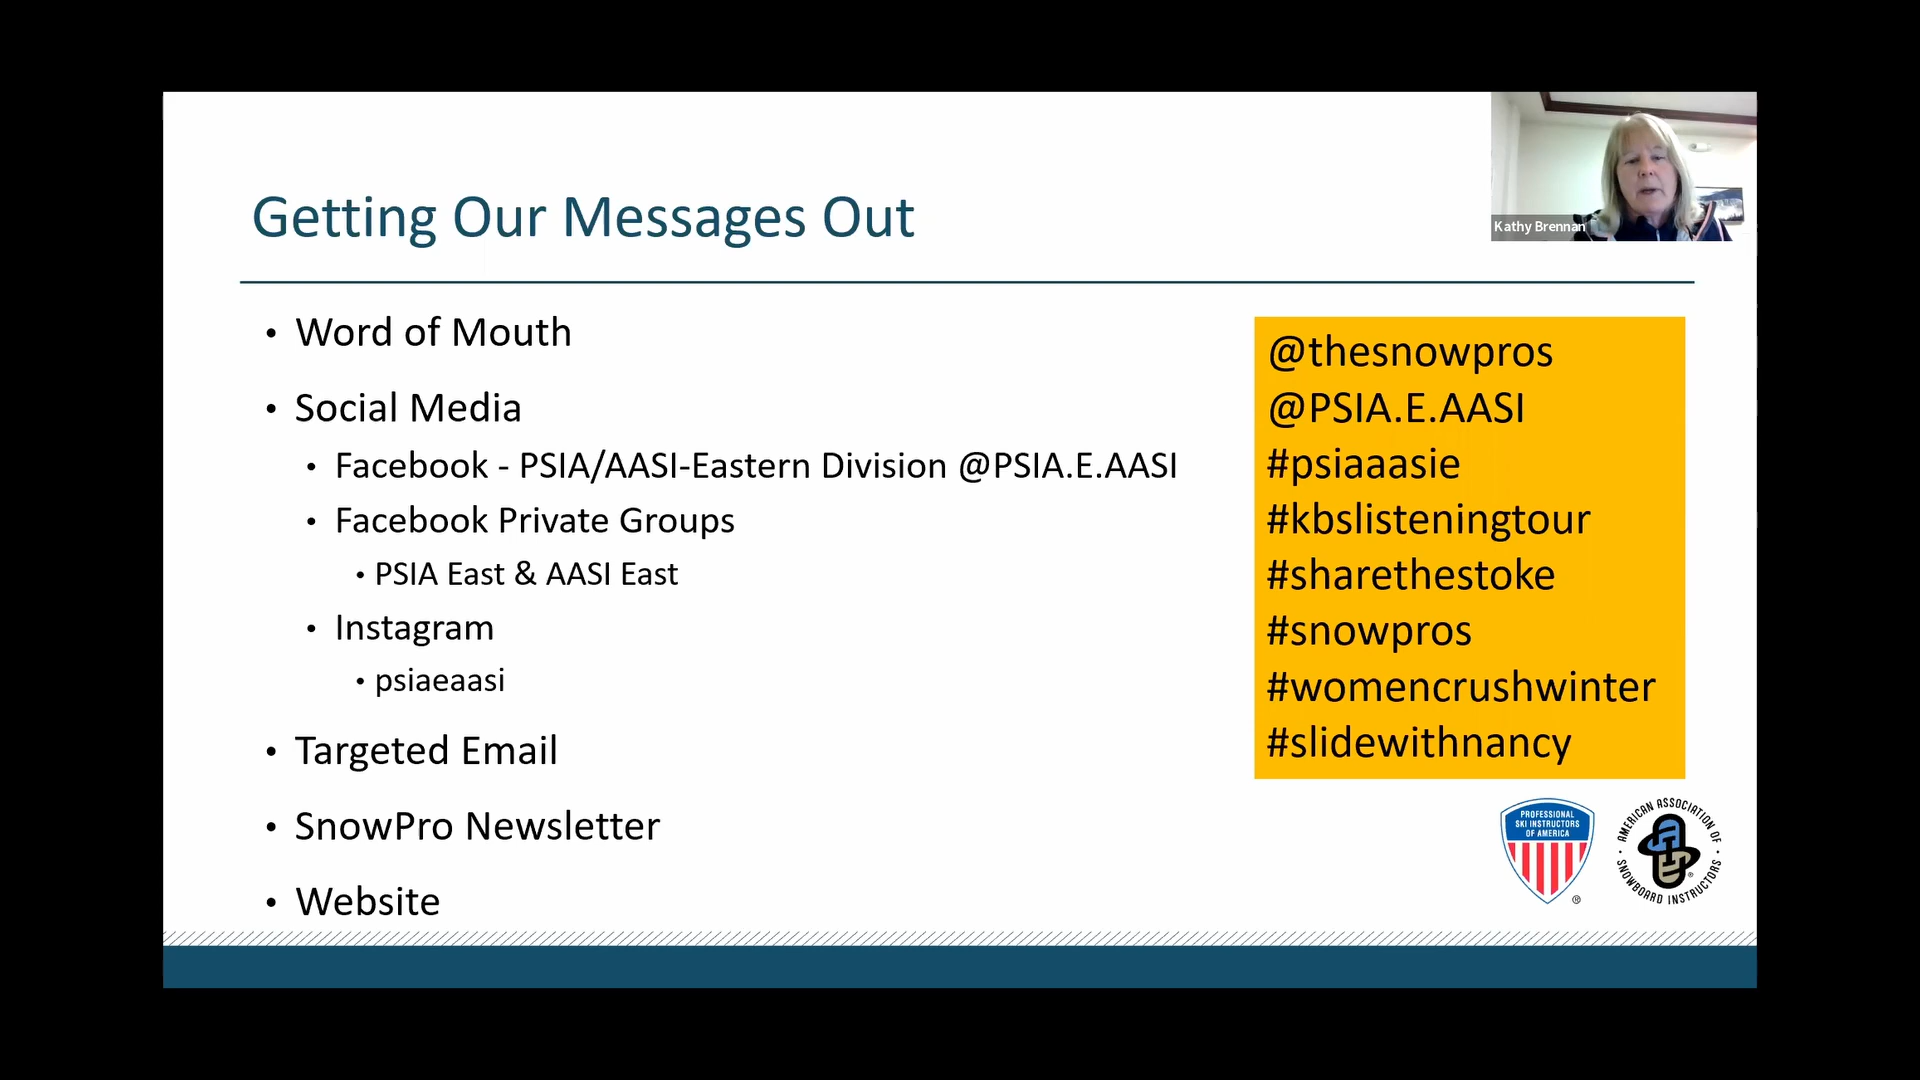 Getting Our Messages Out
Kathy Brennan
• Word of Mouth
• Social Media
• Facebook - PSIA/AASI-Eastern Division @PSIA.E.AASI
• Facebook Private Groups
• PSIA East & AASI East
• Instagram
• psiaeaasi
• Targeted Email
• SnowPro Newsletter
• Website
@thesnowpros
@PSIA.E.AASI
#psiaaasie
#kbslisteningtour
#sharethestoke
#snowpros
#womencrushwinter
#slidewithnancy
PROFESSIONAL
SKI INSTRUCTORS
OF AMERICA
®
AMERICAN ASSOCIATION OF
• SNOWBOARD INSTRUCTORS •
®